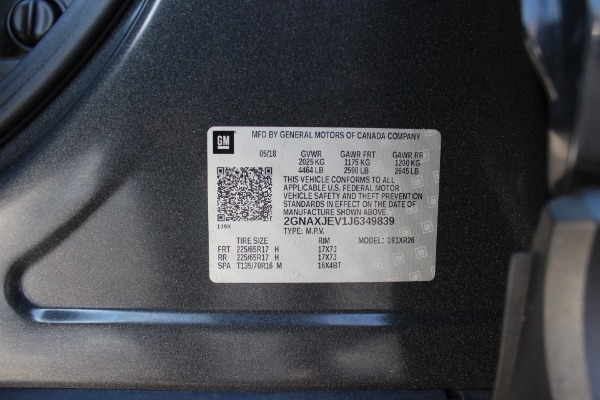 GM
MFD BY GENERAL MOTORS OF CANADA COMPANY
05/18 GVWR GAWR FRT GAWR RR
2025 KG 1175 KG 1200 KG
4464 LB 2590 LB 2645 LB
THIS VEHICLE CONFORMS TO ALL
APPLICABLE U.S. FEDERAL MOTOR
VEHICLE SAFETY AND THEFT PREVENTION
STANDARDS IN EFFECT ON THE DATE OF
MANUFACTURE SHOWN ABOVE.
2GNAXJEV1J6349839
119X TYPE: M.P.V.
TIRE SIZE RIM MODEL: 191XR26
FRT 225/65R17 H 17X7J
RR 225/65R17 H 17X7J
SPA T135/70R16 M 16X4BT